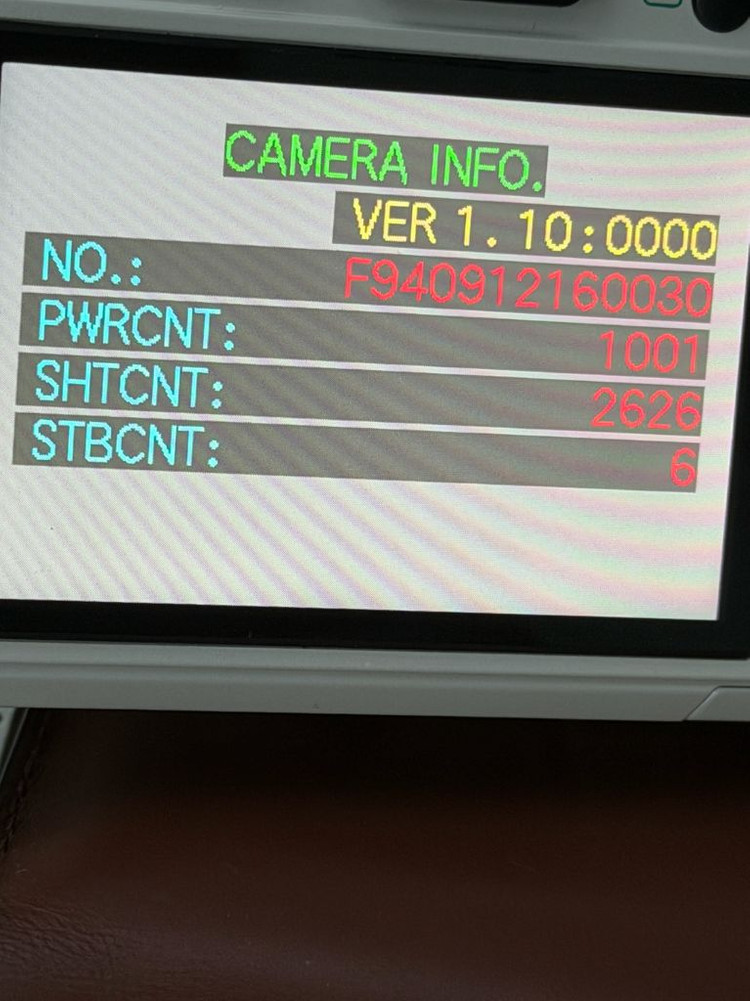 CAMERA INFO.
VER 1.10:0000
NO.: F940912160030
PWRCNT: 1001
SHTCNT: 2626
STBCNT: 6